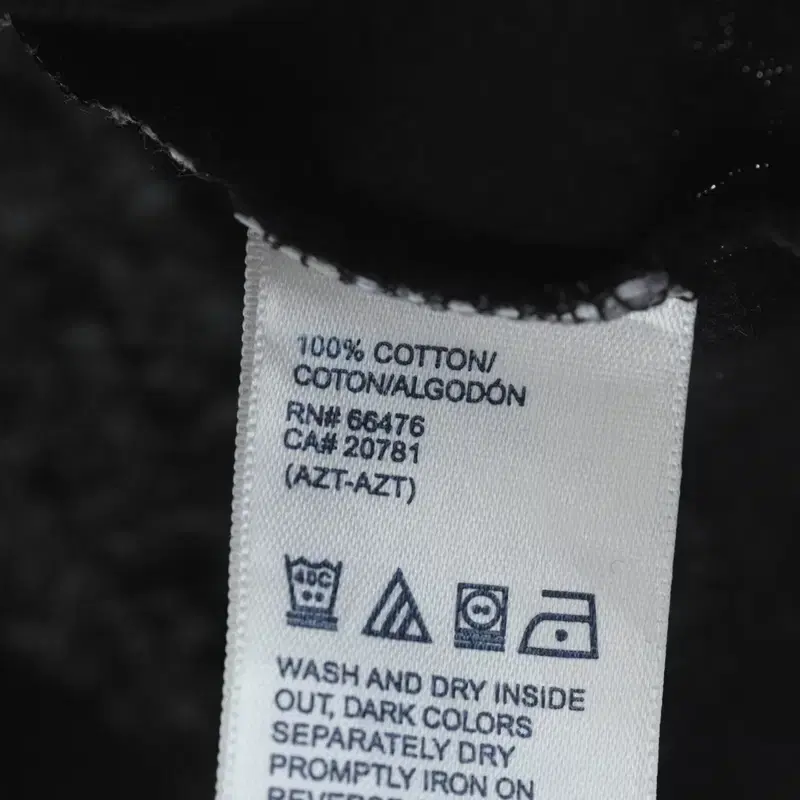 100% COTTON/
COTON/ALGODÓN
RN# 66476
CA# 20781
(AZT-AZT)
40C
WASH AND DRY INSIDE
OUT, DARK COLORS
SEPARATELY DRY
PROMPTLY IRON ON